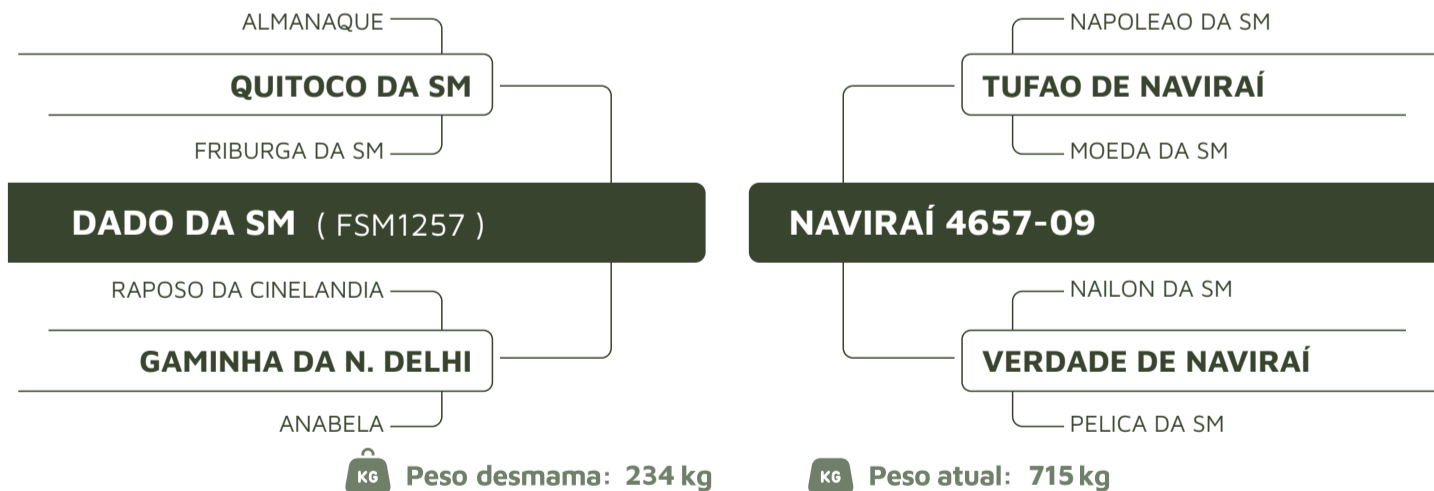 ALMANAQUE
QUITOCO DA SM
FRIBURGA DA SM
DADO DA SM ( FSM1257 )
RAPOSO DA CINELANDIA
GAMINHA DA N. DELHI
ANABELA
NAPOLEAO DA SM
TUFAO DE NAVIRAÍ
MOEDA DA SM
NAVIRAÍ 4657-09
NAILON DA SM
VERDADE DE NAVIRAÍ
PELICA DA SM
KG Peso desmama: 234 kg
KG Peso atual: 715 kg